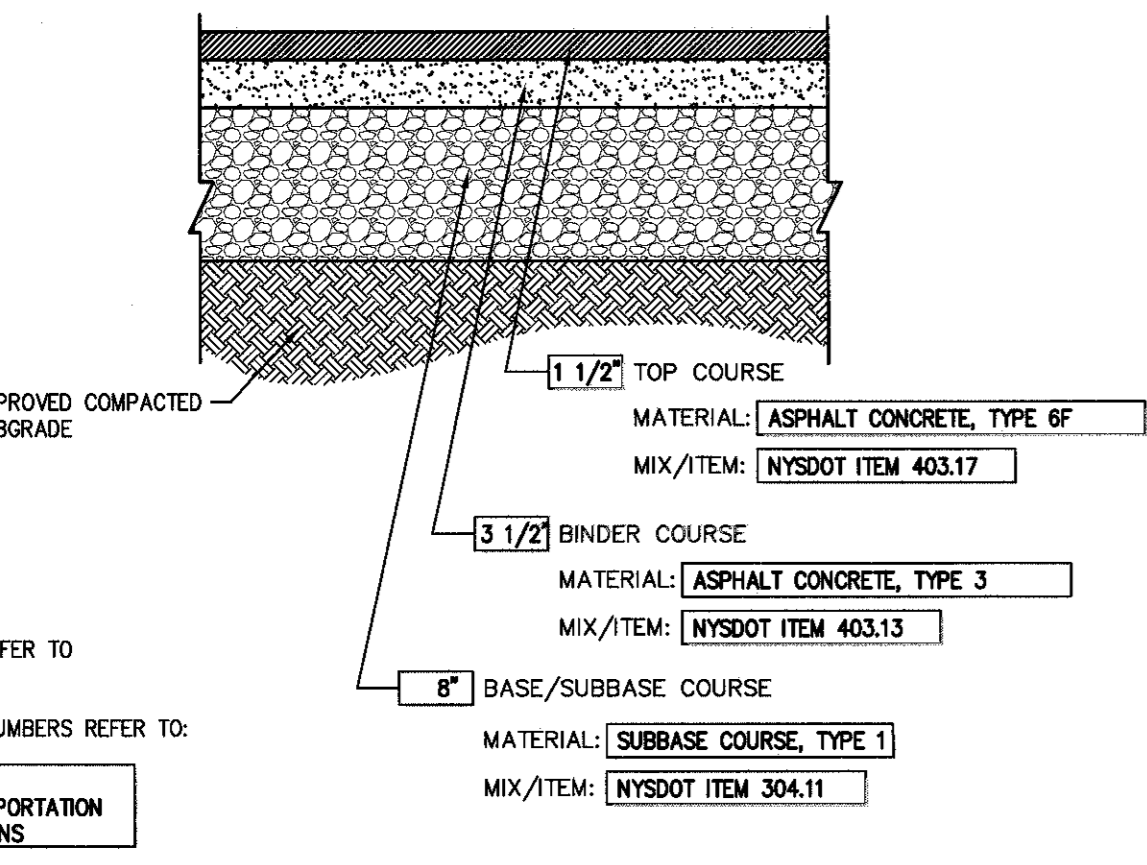 1 1/2" TOP COURSE
MATERIAL: ASPHALT CONCRETE, TYPE 6F
MIX/ITEM: NYSDOT ITEM 403.17
PROVED COMPACTED
BGRADE
3 1/2" BINDER COURSE
MATERIAL: ASPHALT CONCRETE, TYPE 3
MIX/ITEM: NYSDOT ITEM 403.13
FER TO
8" BASE/SUBBASE COURSE
UMBERS REFER TO:
MATERIAL: SUBBASE COURSE, TYPE 1
MIX/ITEM: NYSDOT ITEM 304.11
PORTATION
NS